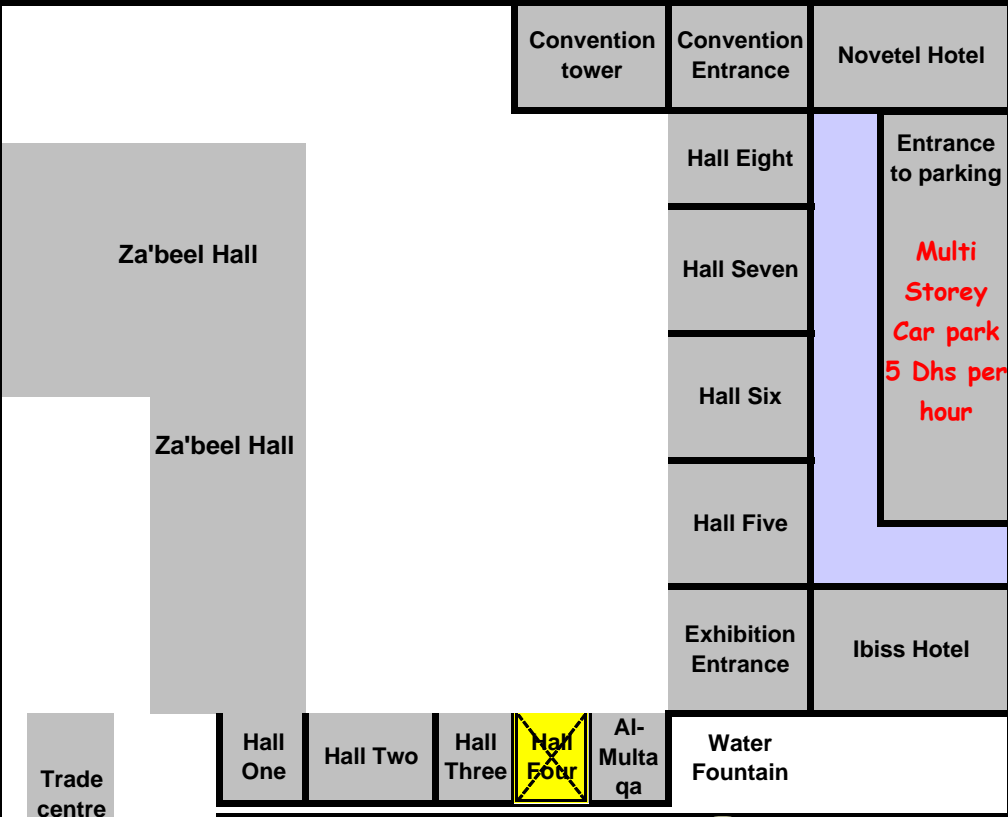 Convention
tower
Convention
Entrance
Novetel Hotel
Hall Eight
Entrance
to parking
Za'beel Hall
Hall Seven
Multi
Storey
Car park
5 Dhs per
hour
Hall Six
Za'beel Hall
Hall Five
Exhibition
Entrance
Ibiss Hotel
Hall
One
Hall Two
Hall
Three
Hall
Four
Al-
Multa
qa
Water
Fountain
Trade
centre